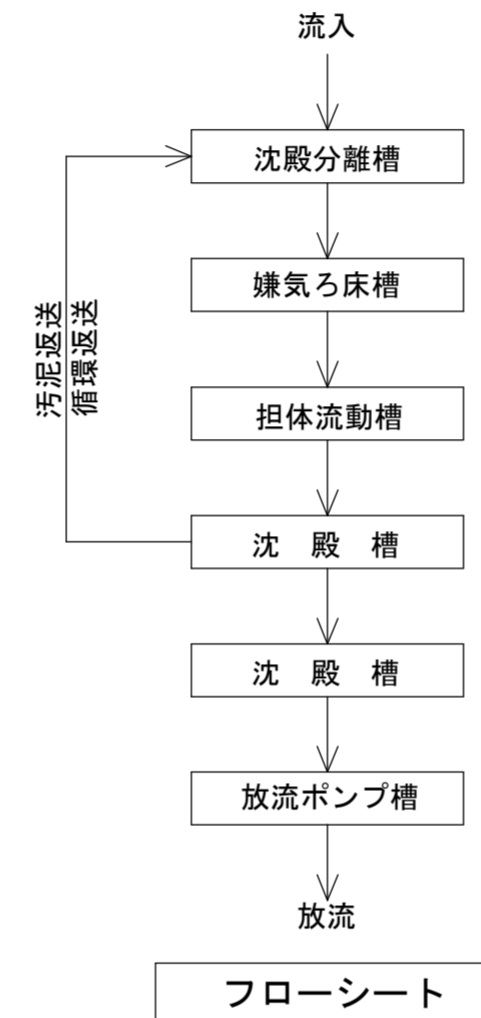 流入
沈殿分離槽
嫌気ろ床槽
担体流動槽
沈　殿　槽
沈　殿　槽
放流ポンプ槽
放流
汚泥返送
循環返送
フローシート